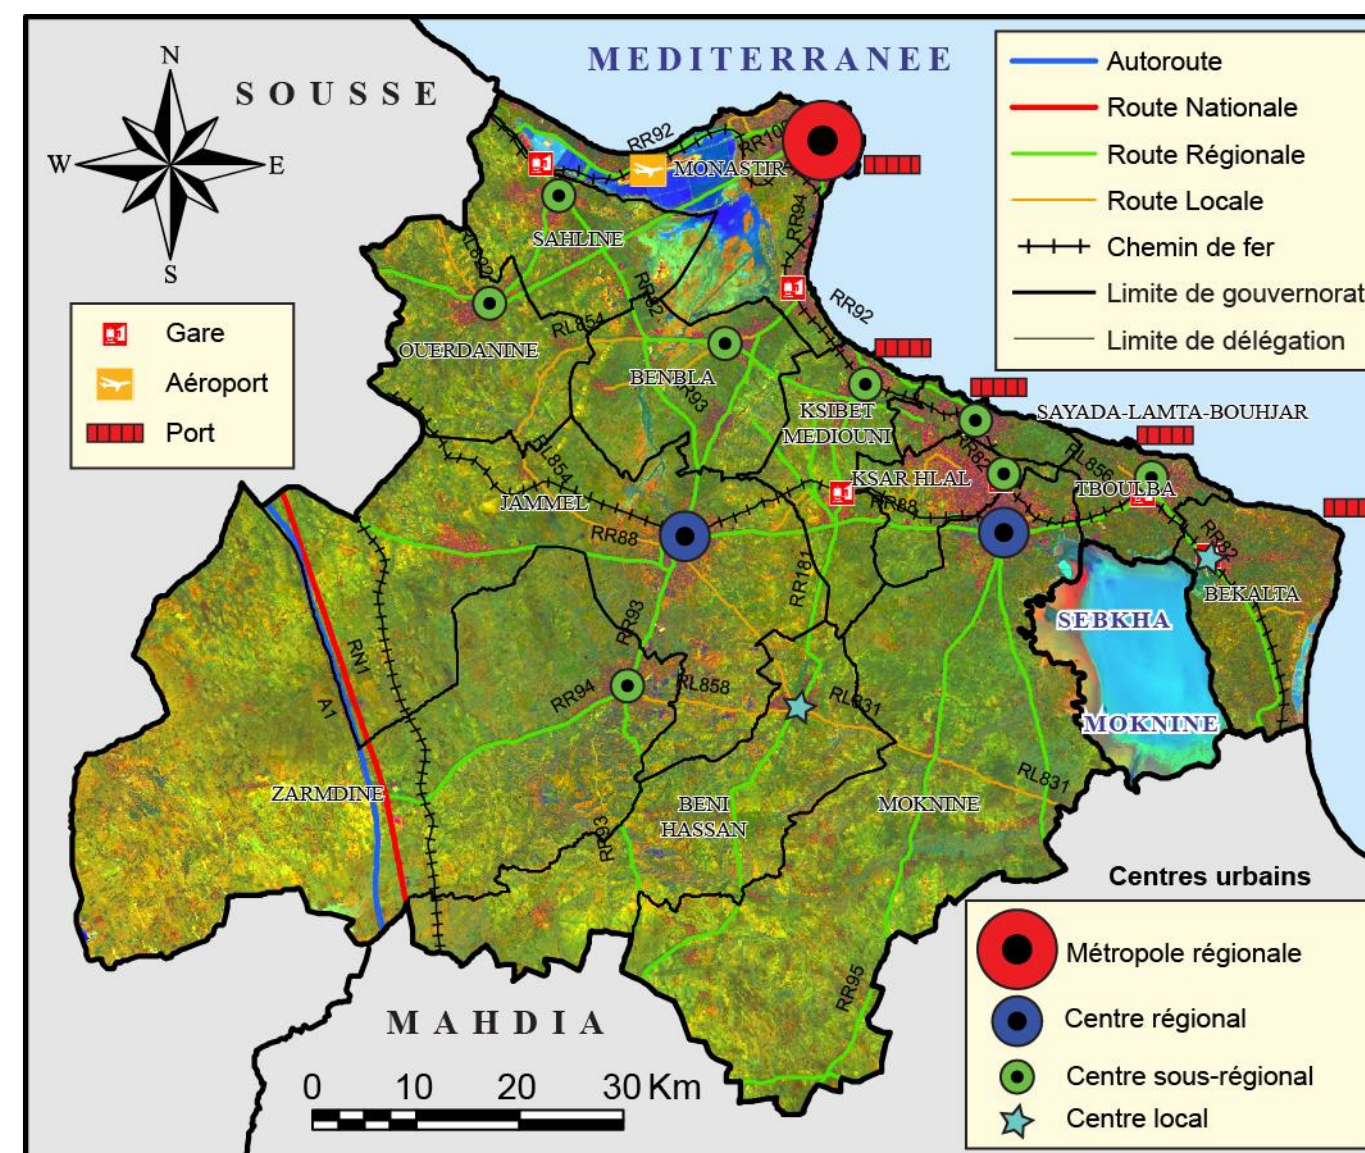 MEDITERRANEE
SOUSSE
N
W
E
S
Autoroute
Route Nationale
Route Régionale
Route Locale
Chemin de fer
Limite de gouvernorat
Limite de délégation
Gare
Aéroport
Port
RR92
MONASTIR
RR94
SAHLINE
RR92
RL854
OUERDANINE
BENBLA
RR93
KSIBET
MEDIOUNI
SAYADA-LAMTA-BOUHJAR
RR82
RL856
KSAR HLAL
TBOULBA
RL854
JAMMEL
RR88
RR88
RR82
BEKALTA
RR181
SEBKHA
MOKNINE
RN1
A1
RR93
RR94
RL858
RL831
RL831
ZARMDINE
BENI
HASSAN
MOKNINE
RR93
RR95
MAHDIA
0 10 20 30 Km
Centres urbains
Métropole régionale
Centre régional
Centre sous-régional
Centre local